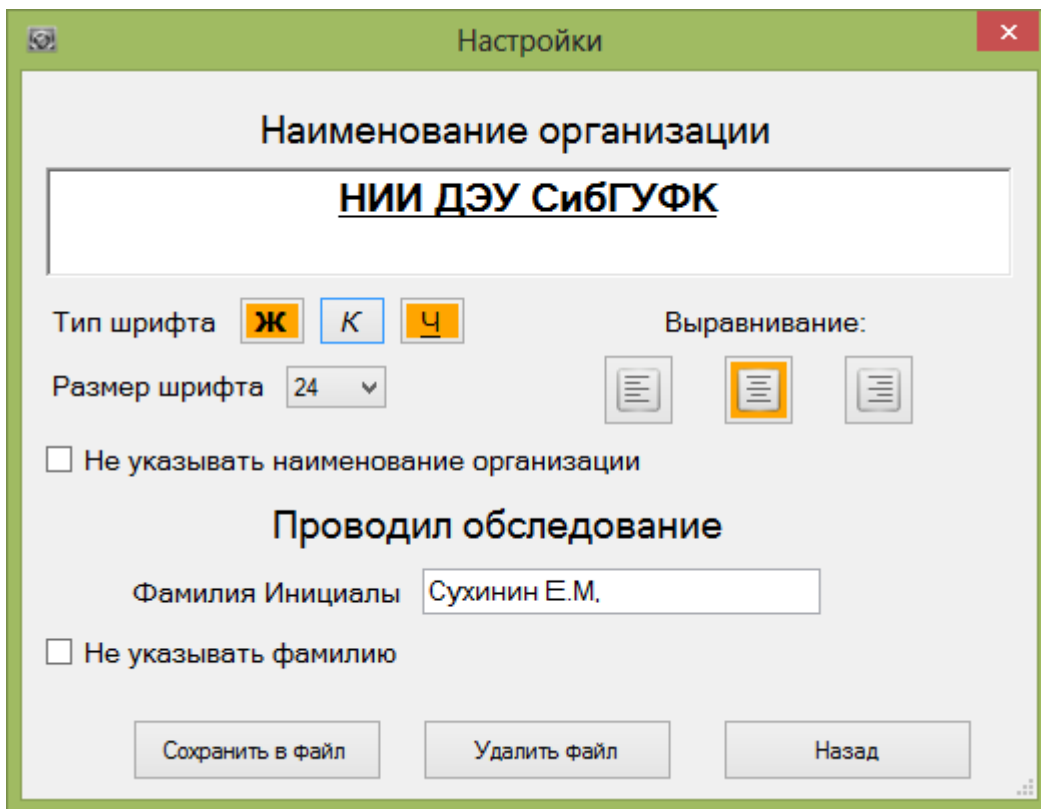 Настройки
Наименование организации
НИИ ДЭУ СибГУФК
Тип шрифта Ж К Ч Выравнивание:
Размер шрифта 24
Не указывать наименование организации
Проводил обследование
Фамилия Инициалы Сухинин Е.М.
Не указывать фамилию
Сохранить в файл Удалить файл Назад